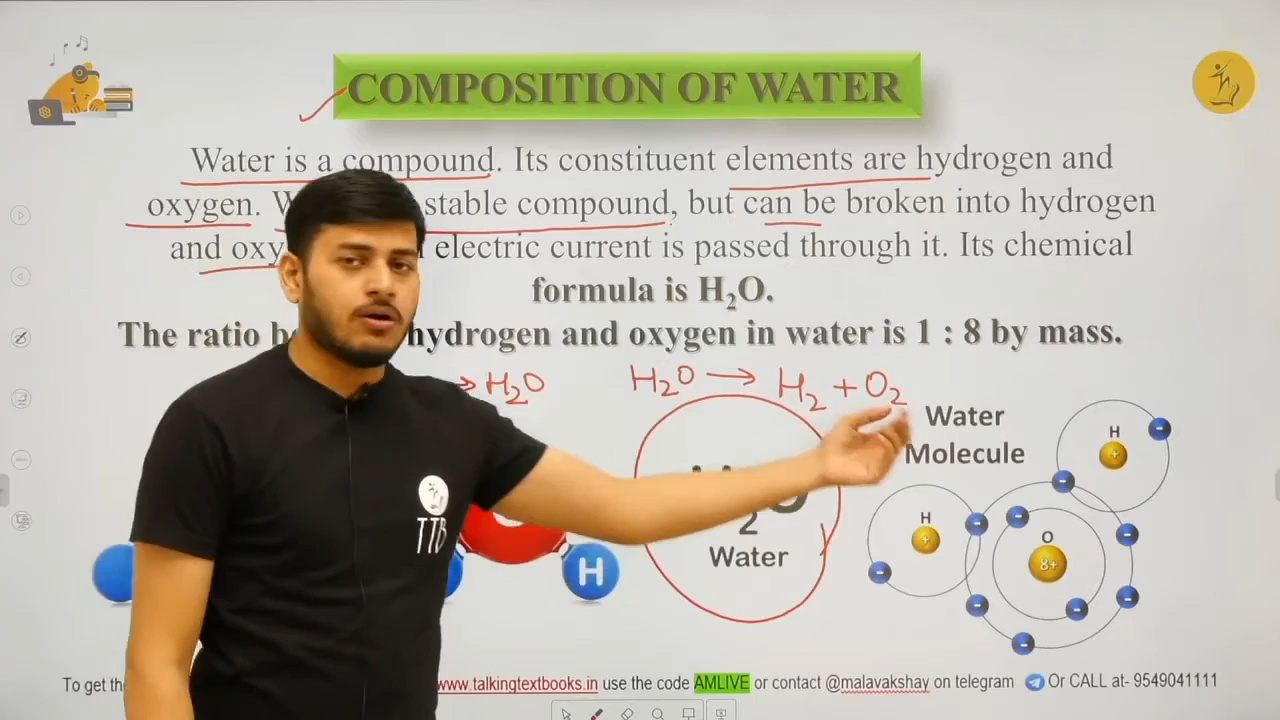 COMPOSITION OF WATER
Water is a compound. Its constituent elements are hydrogen and
oxygen. stable compound, but can be broken into hydrogen
and electric current is passed through it. Its chemical
formula is H₂O.
The ratio hydrogen and oxygen in water is 1 : 8 by mass.
→ H₂O
H₂O → H₂ + O₂
Water
Molecule
H
H
O
8+
+
+
2
Water
H
TTB
To get the www.talkingtextbooks.in use the code AMLIVE or contact @malavakshay on telegram Or CALL at- 9549041111